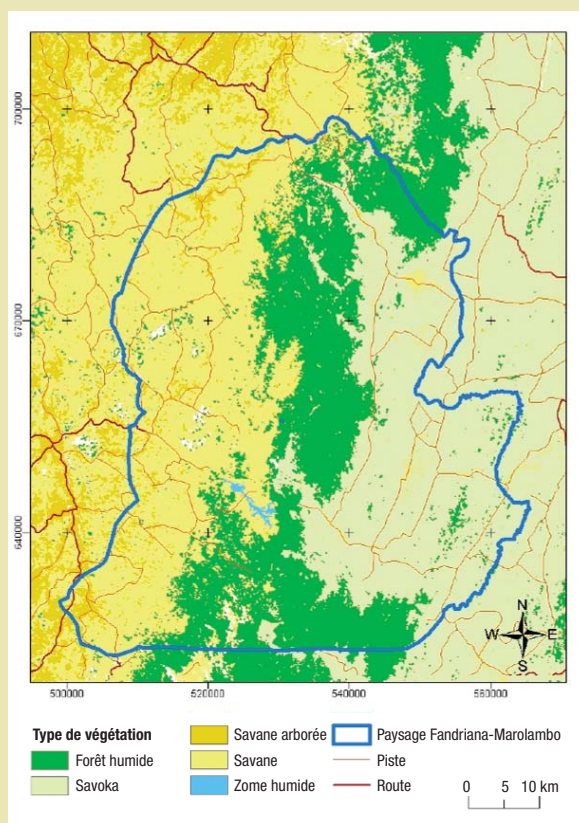 700000
670000
640000
N
W E
S
500000 520000 540000 560000
Type de végétation
Forêt humide
Savoka
Savane arborée
Savane
Zome humide
Paysage Fandriana-Marolambo
Piste
Route
0 5 10 km